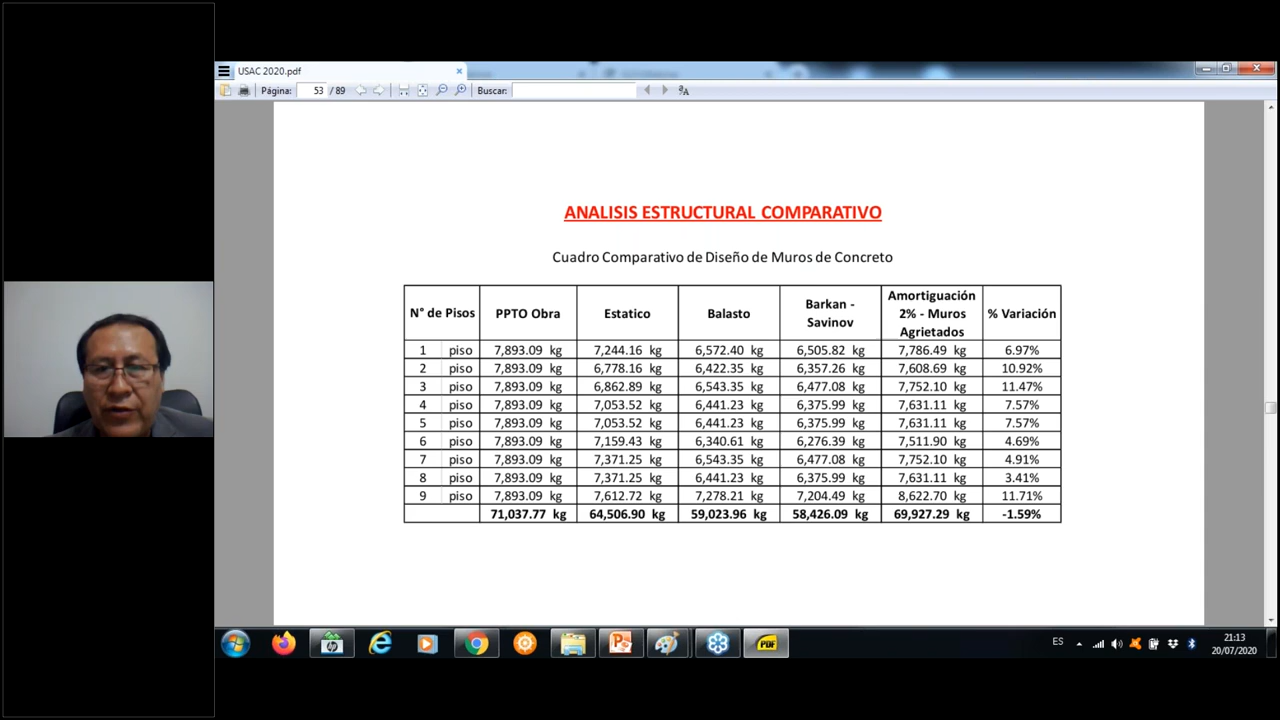 USAC 2020.pdf
Página: 53 / 89 Buscar:
ANALISIS ESTRUCTURAL COMPARATIVO
Cuadro Comparativo de Diseño de Muros de Concreto
N° de Pisos PPTO Obra Estatico Balasto Barkan - Savinov Amortiguación 2% - Muros Agrietados % Variación
1 piso 7,893.09 kg 7,244.16 kg 6,572.40 kg 6,505.82 kg 7,786.49 kg 6.97%
2 piso 7,893.09 kg 6,778.16 kg 6,422.35 kg 6,357.26 kg 7,608.69 kg 10.92%
3 piso 7,893.09 kg 6,862.89 kg 6,543.35 kg 6,477.08 kg 7,752.10 kg 11.47%
4 piso 7,893.09 kg 7,053.52 kg 6,441.23 kg 6,375.99 kg 7,631.11 kg 7.57%
5 piso 7,893.09 kg 7,053.52 kg 6,441.23 kg 6,375.99 kg 7,631.11 kg 7.57%
6 piso 7,893.09 kg 7,159.43 kg 6,340.61 kg 6,276.39 kg 7,511.90 kg 4.69%
7 piso 7,893.09 kg 7,371.25 kg 6,543.35 kg 6,477.08 kg 7,752.10 kg 4.91%
8 piso 7,893.09 kg 7,371.25 kg 6,441.23 kg 6,375.99 kg 7,631.11 kg 3.41%
9 piso 7,893.09 kg 7,612.72 kg 7,278.21 kg 7,204.49 kg 8,622.70 kg 11.71%
71,037.77 kg 64,506.90 kg 59,023.96 kg 58,426.09 kg 69,927.29 kg -1.59%
ES
21:13
20/07/2020